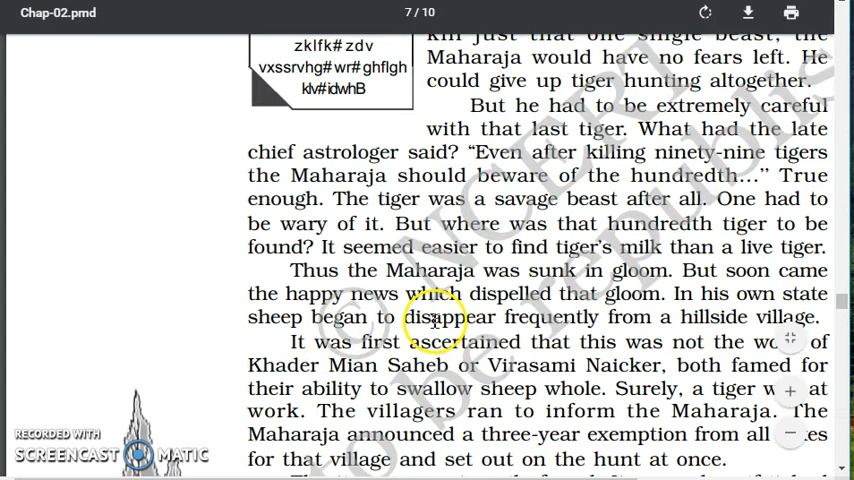 Chap-02.pmd
7 / 10
kill just that one single beast, the
zklfk# zdv
Maharaja would have no fears left. He
vxssrvhg# wr# ghflgh
could give up tiger hunting altogether.
klv# idwhB
But he had to be extremely careful
with that last tiger. What had the late
chief astrologer said? “Even after killing ninety-nine tigers
the Maharaja should beware of the hundredth...’’ True
enough. The tiger was a savage beast after all. One had to
be wary of it. But where was that hundredth tiger to be
found? It seemed easier to find tiger’s milk than a live tiger.
Thus the Maharaja was sunk in gloom. But soon came
the happy news which dispelled that gloom. In his own state
sheep began to disappear frequently from a hillside village.
It was first ascertained that this was not the wo of
Khader Mian Saheb or Virasami Naicker, both famed for
their ability to swallow sheep whole. Surely, a tiger w at
work. The villagers ran to inform the Maharaja. The
Maharaja announced a three-year exemption from all es
for that village and set out on the hunt at once.
© NCERT
to be republis
RECORDED WITH
SCREENCAST MATIC